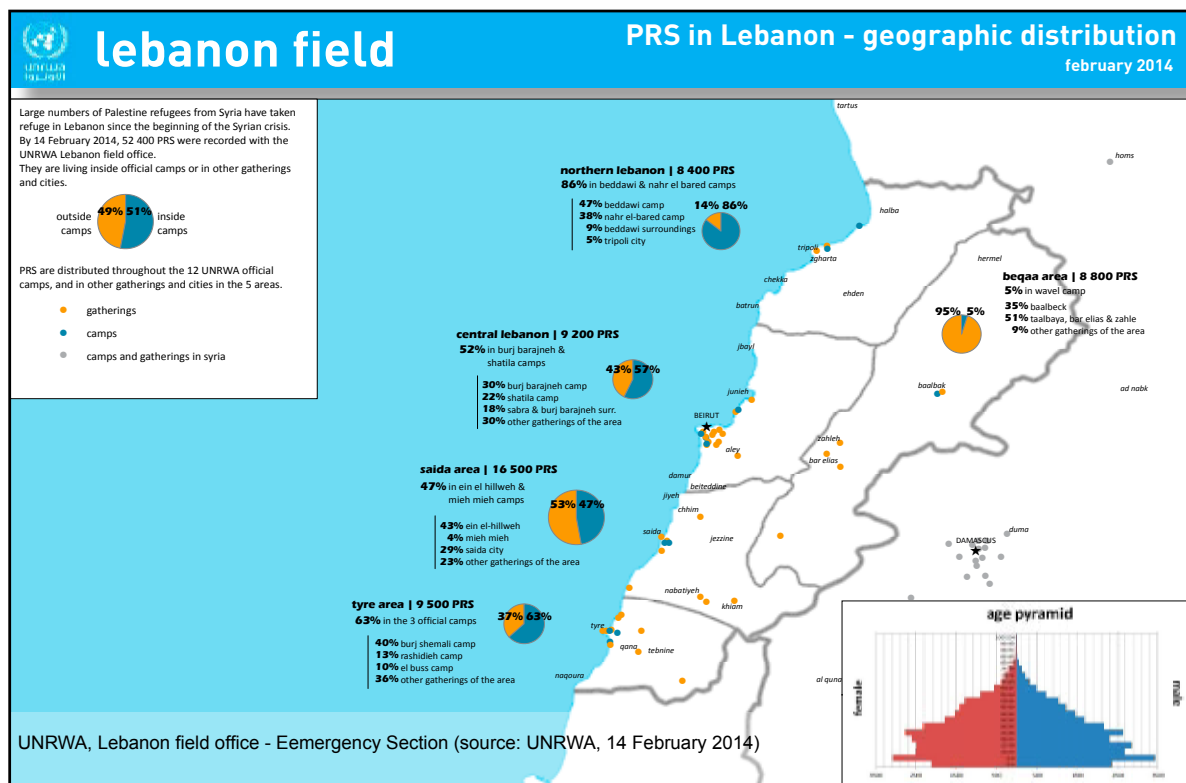 unrwa
الأونروا
lebanon field
PRS in Lebanon - geographic distribution
february 2014
Large numbers of Palestine refugees from Syria have taken
refuge in Lebanon since the beginning of the Syrian crisis.
By 14 February 2014, 52 400 PRS were recorded with the
UNRWA Lebanon field office.
They are living inside official camps or in other gatherings
and cities.
outside camps
49% 51%
inside camps
PRS are distributed throughout the 12 UNRWA official
camps, and in other gatherings and cities in the 5 areas.
gatherings
camps
camps and gatherings in syria
northern lebanon | 8 400 PRS
86% in beddawi & nahr el bared camps
47% beddawi camp
38% nahr el-bared camp
9% beddawi surroundings
5% tripoli city
14% 86%
central lebanon | 9 200 PRS
52% in burj barajneh &
shatila camps
30% burj barajneh camp
22% shatila camp
18% sabra & burj barajneh surr.
30% other gatherings of the area
43% 57%
saida area | 16 500 PRS
47% in ein el hillweh &
mieh mieh camps
43% ein el-hillweh
4% mieh mieh
29% saida city
23% other gatherings of the area
53% 47%
tyre area | 9 500 PRS
63% in the 3 official camps
40% burj shemali camp
13% rashidieh camp
10% el buss camp
36% other gatherings of the area
37% 63%
beqaa area | 8 800 PRS
5% in wavel camp
35% baalbeck
51% taalbaya, bar elias & zahle
9% other gatherings of the area
95% 5%
tartus
homs
halba
tripoli
zgharta
hermel
chekka
ehden
batrun
jbayl
junieh
baalbak
ad nabk
BEIRUT
aley
zahleh
bar elias
damur
beiteddine
jiyeh
chhim
saida
jezzine
duma
DAMASCUS
nabatiyeh
khiam
tyre
qana
tebnine
naqoura
al quna
age pyramid
female
male
UNRWA, Lebanon field office - Eemergency Section (source: UNRWA, 14 February 2014)